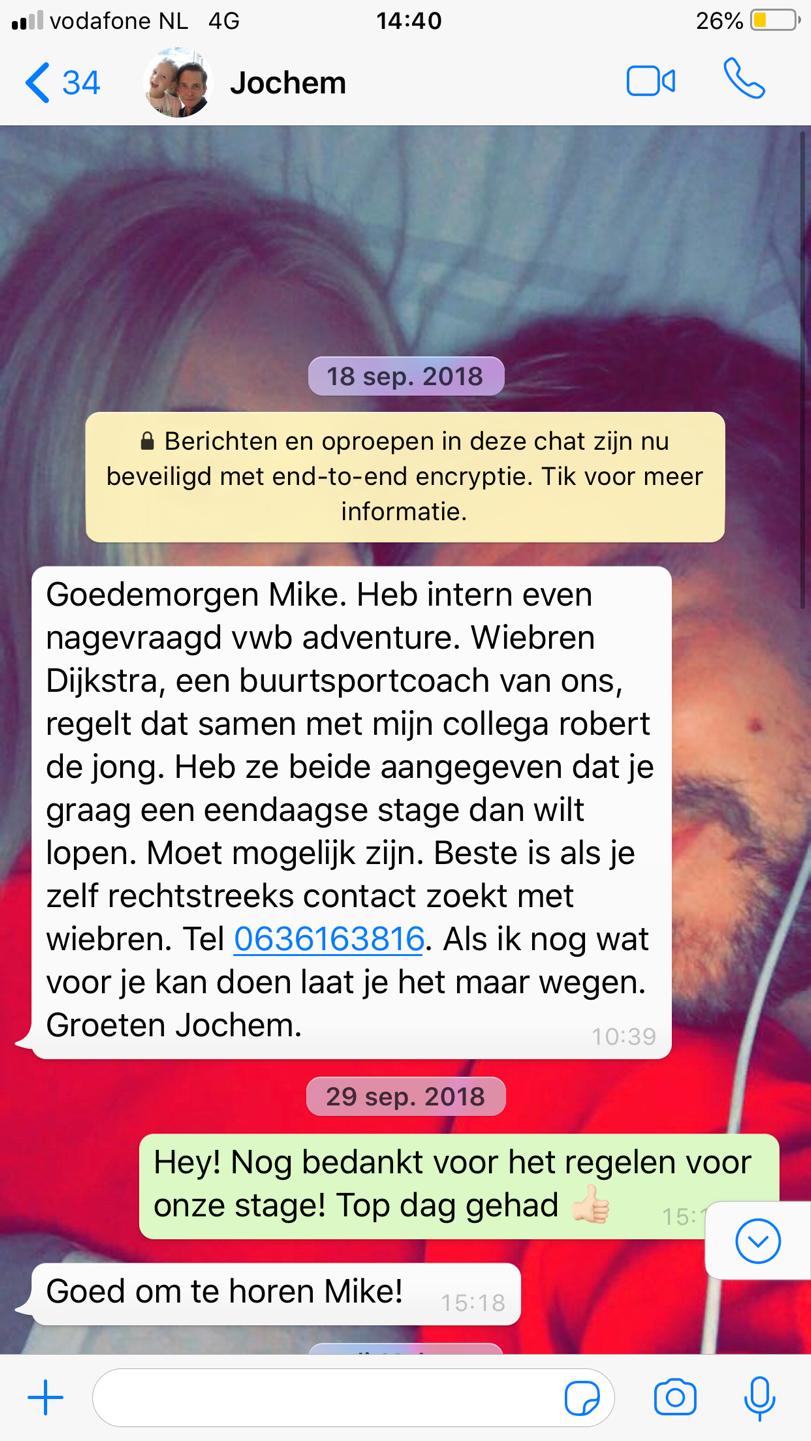 vodafone NL 4G 14:40 26%
34 Jochem
18 sep. 2018
Berichten en oproepen in deze chat zijn nu
beveiligd met end-to-end encryptie. Tik voor meer
informatie.
Goedemorgen Mike. Heb intern even
nagevraagd vwb adventure. Wiebren
Dijkstra, een buurtsportcoach van ons,
regelt dat samen met mijn collega robert
de jong. Heb ze beide aangegeven dat je
graag een eendaagse stage dan wilt
lopen. Moet mogelijk zijn. Beste is als je
zelf rechtstreeks contact zoekt met
wiebren. Tel 0636163816. Als ik nog wat
voor je kan doen laat je het maar wegen.
Groeten Jochem.
10:39
29 sep. 2018
Hey! Nog bedankt voor het regelen voor
onze stage! Top dag gehad 👍🏻
Goed om te horen Mike!
15:18